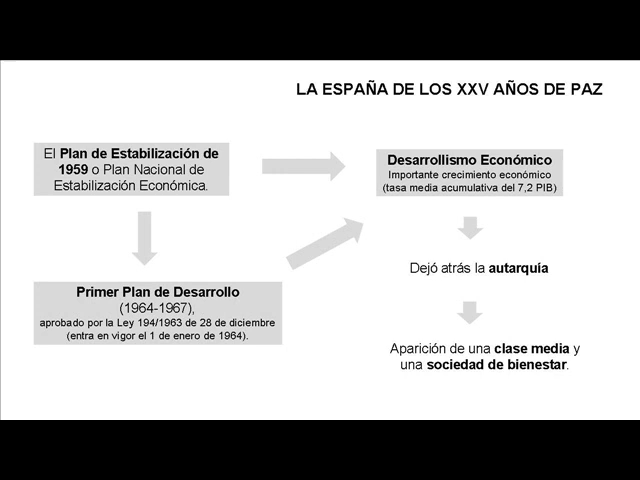 LA ESPAÑA DE LOS XXV AÑOS DE PAZ
El Plan de Estabilización de
1959 o Plan Nacional de
Estabilización Económica.
Desarrollismo Económico
Importante crecimiento económico
(tasa media acumulativa del 7,2 PIB)
Dejó atrás la autarquía
Primer Plan de Desarrollo
(1964-1967),
aprobado por la Ley 194/1963 de 28 de diciembre
(entra en vigor el 1 de enero de 1964).
Aparición de una clase media y
una sociedad de bienestar.